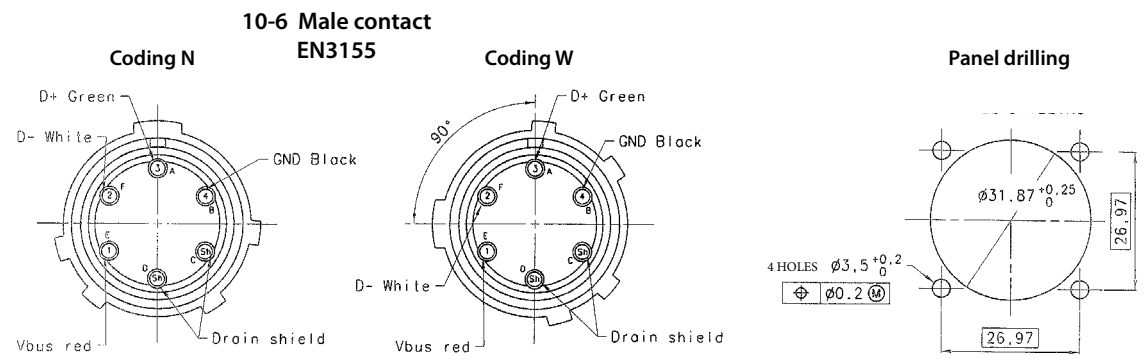 10-6 Male contact
EN3155
Coding N
Coding W
Panel drilling
D+ Green
D- White
GND Black
3
A
F
2
4
B
E
1
Sh
C
D
Sh
Vbus red
Drain shield
90°
D+ Green
GND Black
3
A
F
2
4
B
E
1
Sh
C
D
Sh
D- White
Vbus red
Drain shield
ø31.87 +0,25 0
26,97
4 HOLES ø3,5 +0,2 0
⌖ ø0.2 Ⓜ
26,97